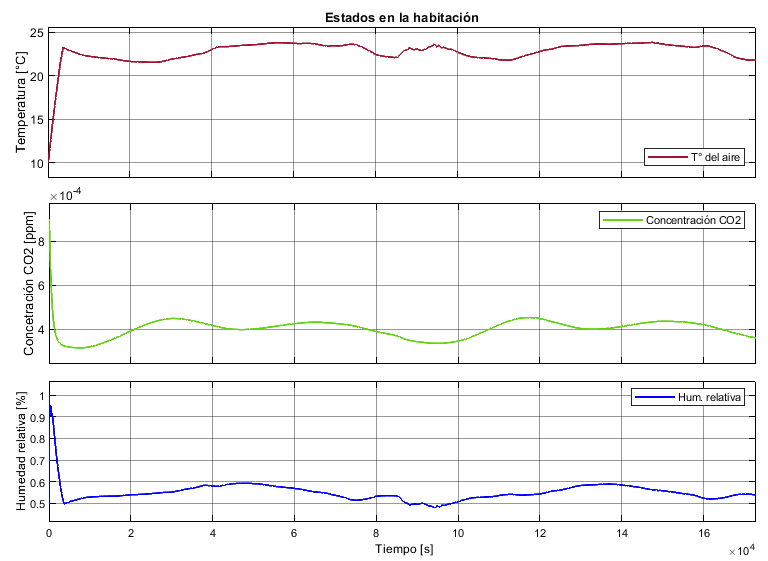 Estados en la habitación
Temperatura [°C]
25
20
15
10
T° del aire
×10-4
Concetración CO2 [ppm]
8
6
4
Concentración CO2
Humedad relativa [%]
1
0.9
0.8
0.7
0.6
0.5
Hum. relativa
0 2 4 6 8 10 12 14 16
Tiempo [s]
×104